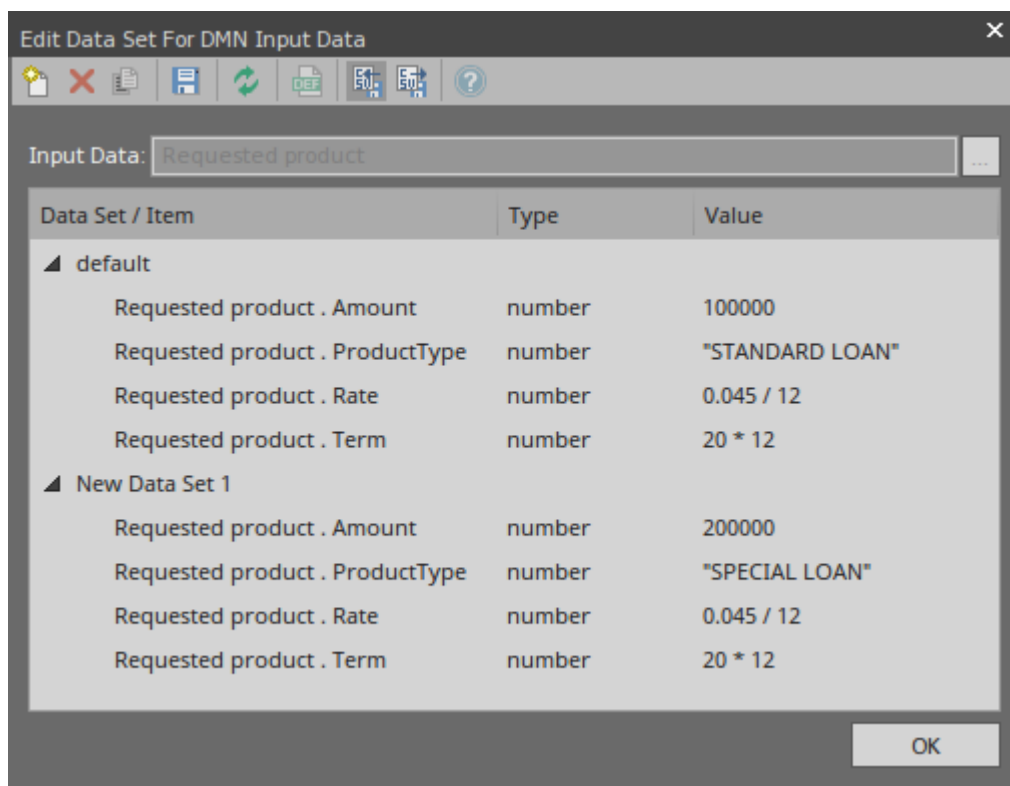 Edit Data Set For DMN Input Data
DEF
Input Data: Requested product ...
Data Set / Item Type Value
default
Requested product . Amount number 100000
Requested product . ProductType number "STANDARD LOAN"
Requested product . Rate number 0.045 / 12
Requested product . Term number 20 * 12
New Data Set 1
Requested product . Amount number 200000
Requested product . ProductType number "SPECIAL LOAN"
Requested product . Rate number 0.045 / 12
Requested product . Term number 20 * 12
OK